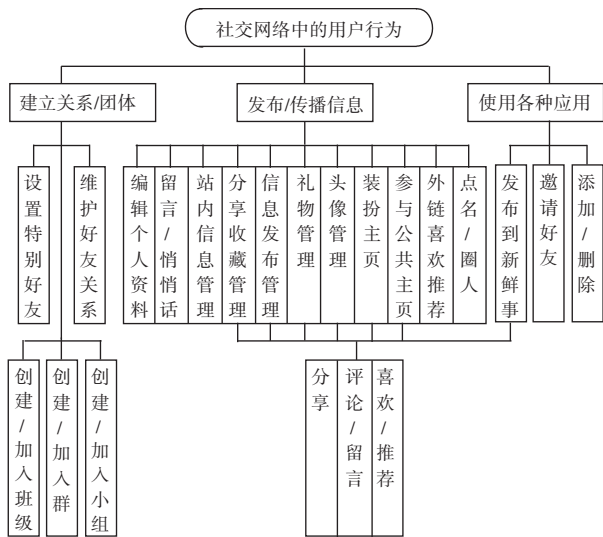 社交网络中的用户行为
建立关系/团体
发布/传播信息
使用各种应用
设置特别好友
维护好友关系
编辑个人资料
留言/悄悄话
站内信息管理
分享收藏管理
信息发布管理
礼物管理
头像管理
装扮主页
参与公共主页
外链喜欢推荐
点名/圈人
发布到新鲜事
邀请好友
添加/删除
创建/加入班级
创建/加入群
创建/加入小组
分享
评论/留言
喜欢/推荐